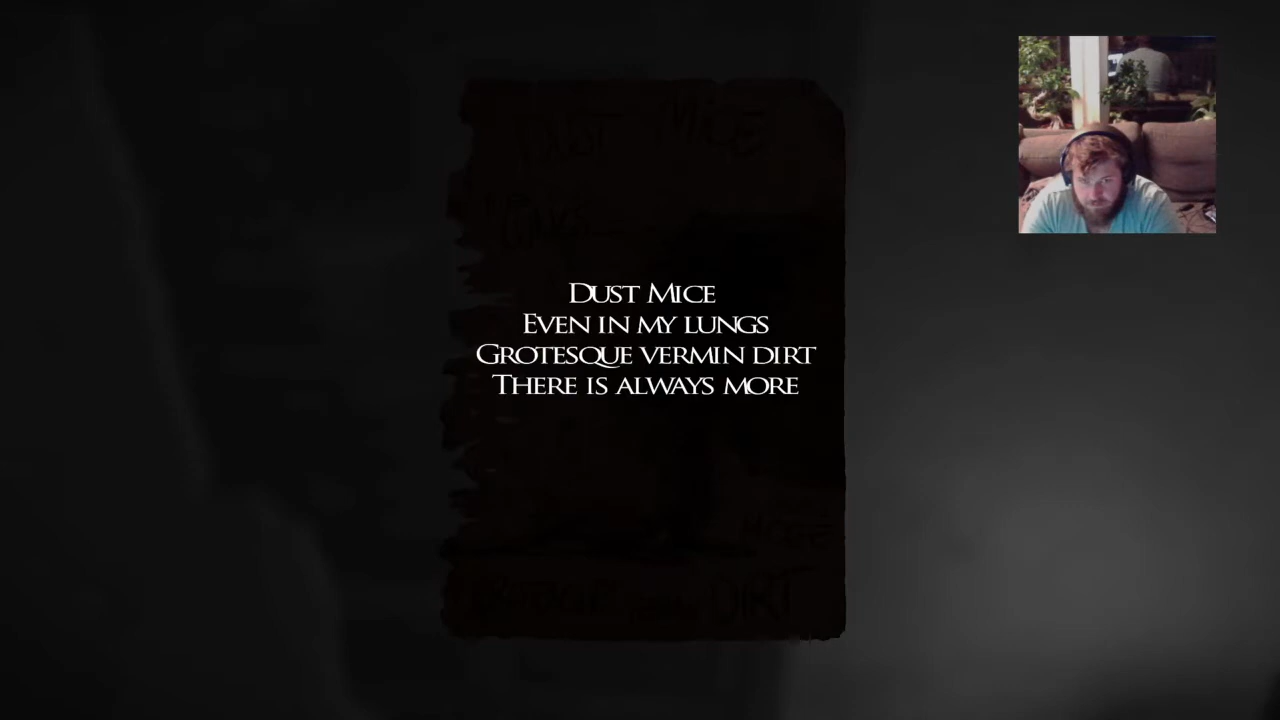 Dust Mice
Even in my lungs
Grotesque vermin dirt
There is always more